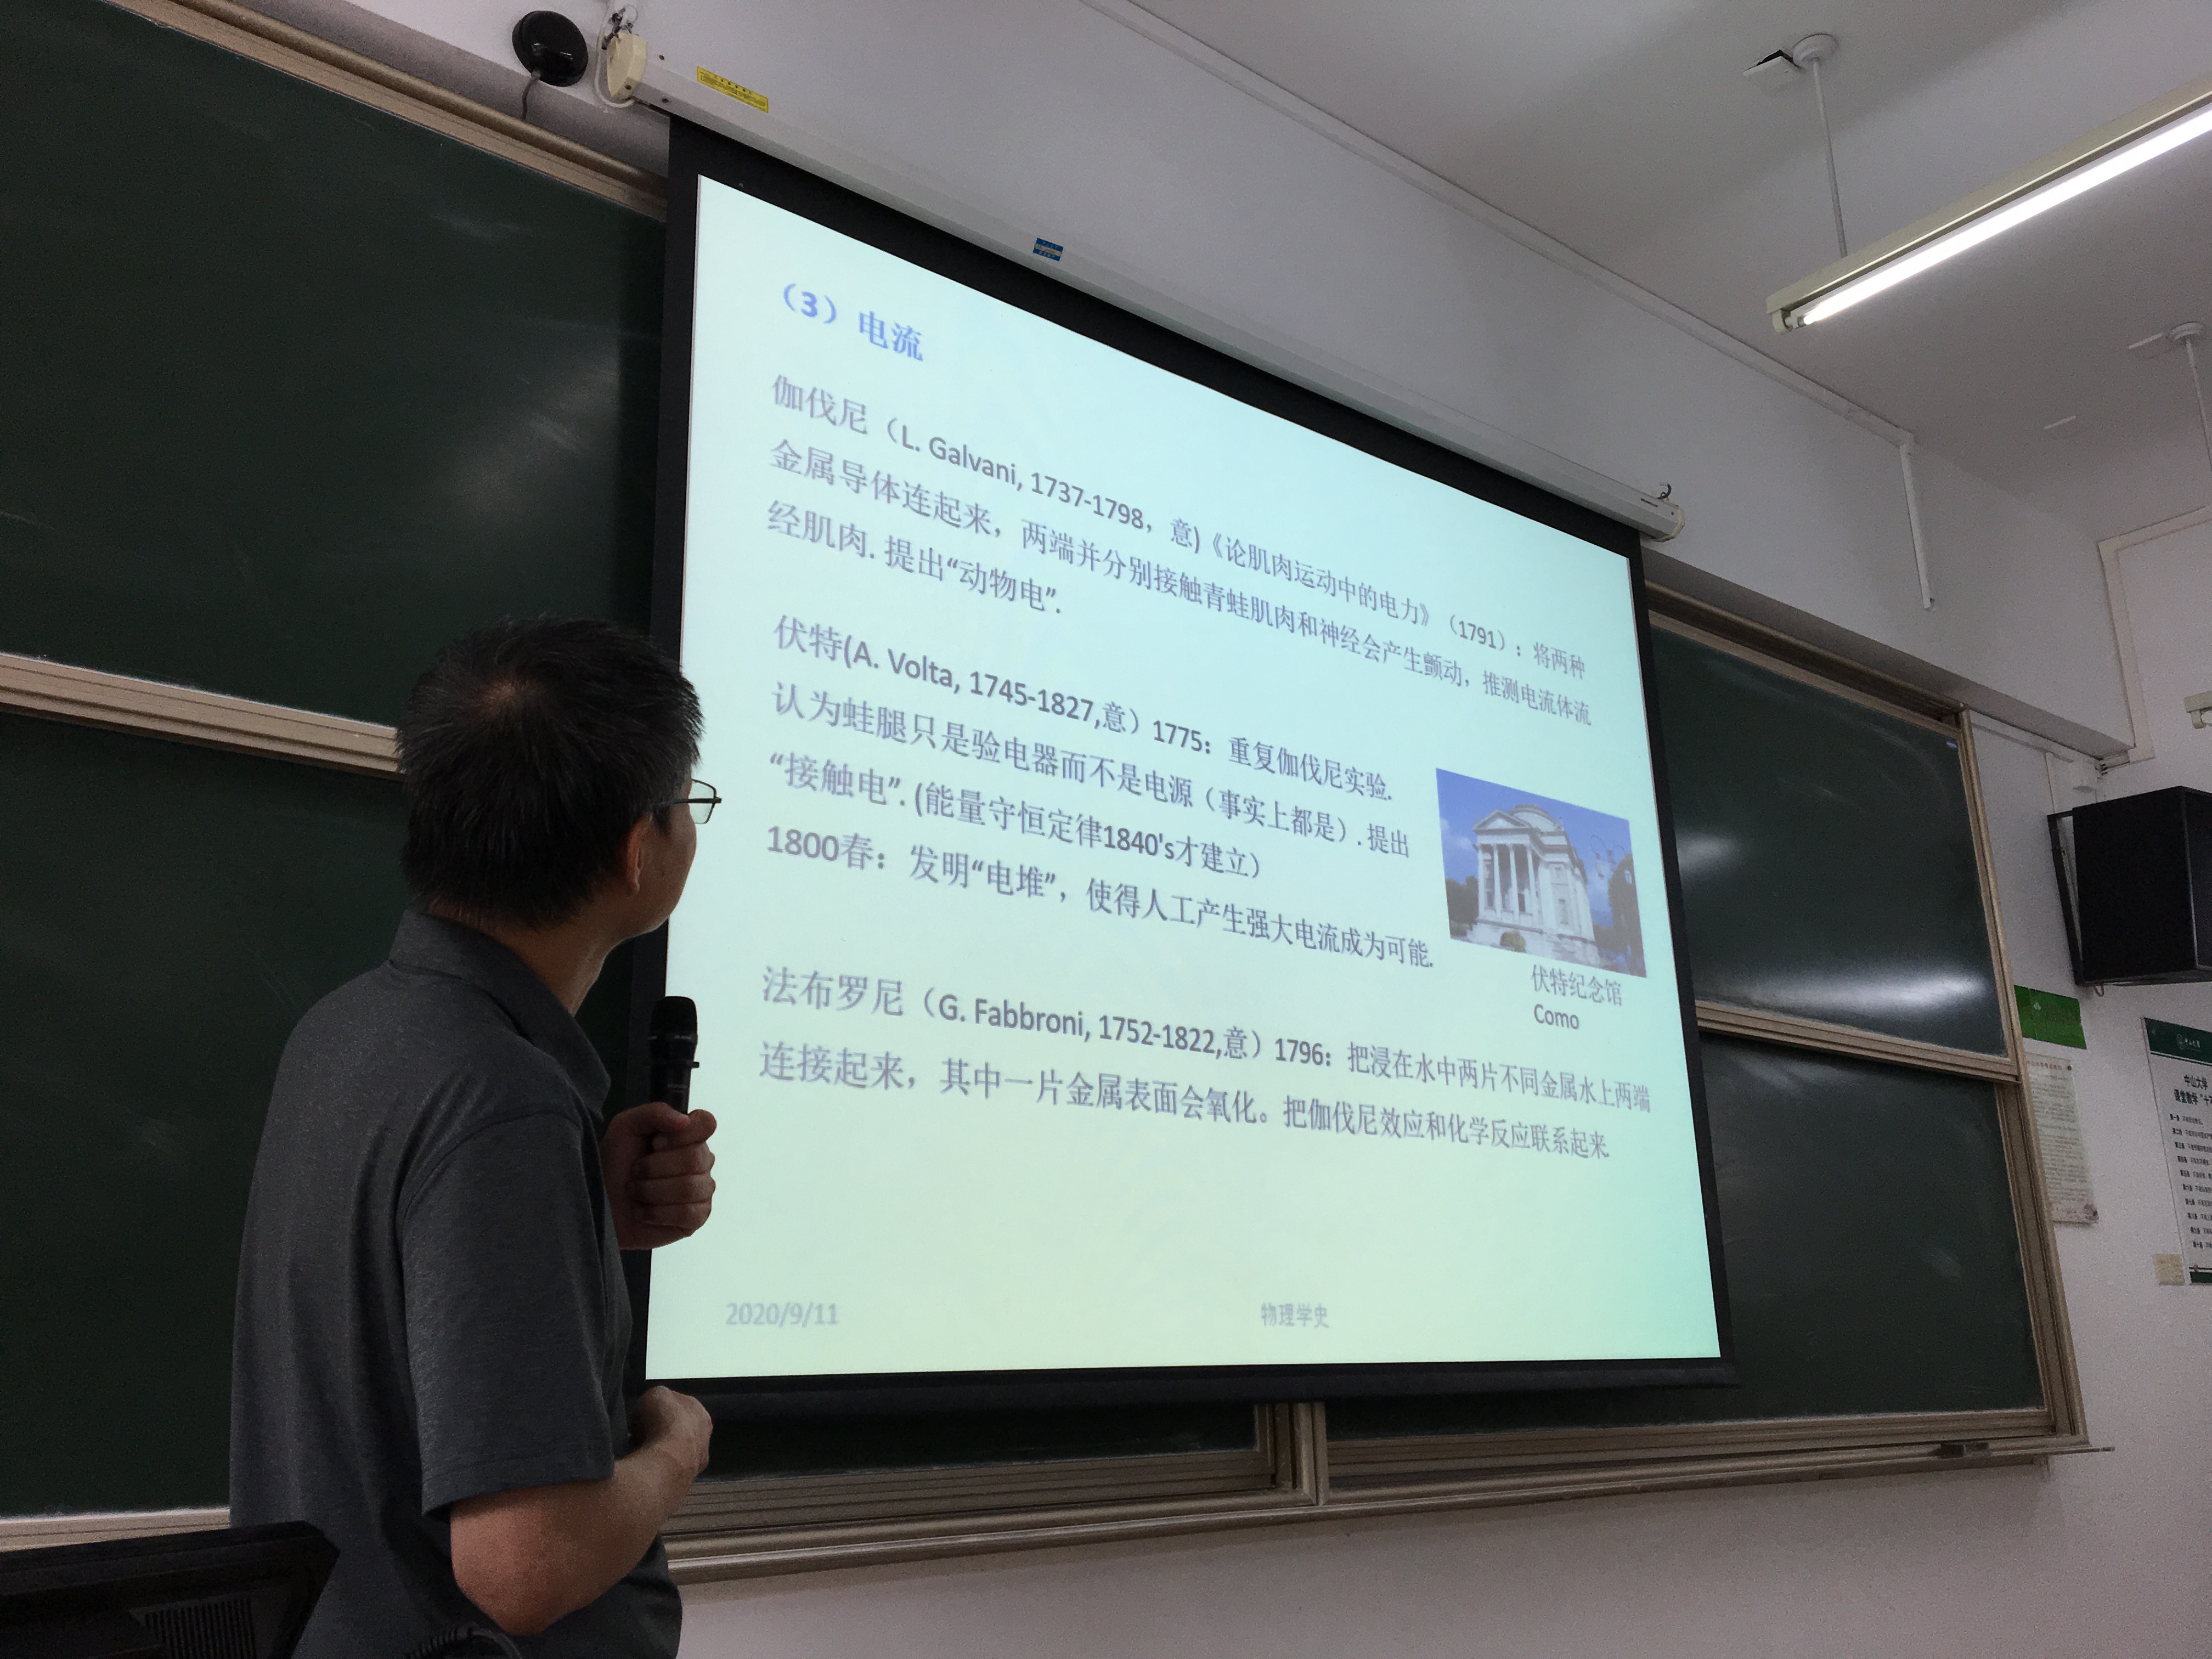 （3）电流
伽伐尼（L. Galvani, 1737-1798，意)《论肌肉运动中的电力》（1791）：将两种
金属导体连起来，两端并分别接触青蛙肌肉和神经会产生颤动，推测电流体流
经肌肉. 提出“动物电”.
伏特(A. Volta, 1745-1827,意）1775：重复伽伐尼实验.
认为蛙腿只是验电器而不是电源（事实上都是）. 提出
“接触电”. (能量守恒定律1840's才建立）
1800春：发明“电堆”，使得人工产生强大电流成为可能.
伏特纪念馆
Como
法布罗尼（G. Fabbroni, 1752-1822,意）1796：把浸在水中两片不同金属水上两端
连接起来，其中一片金属表面会氧化。把伽伐尼效应和化学反应联系起来
2020/9/11
物理学史
中山大学
课堂教学“十